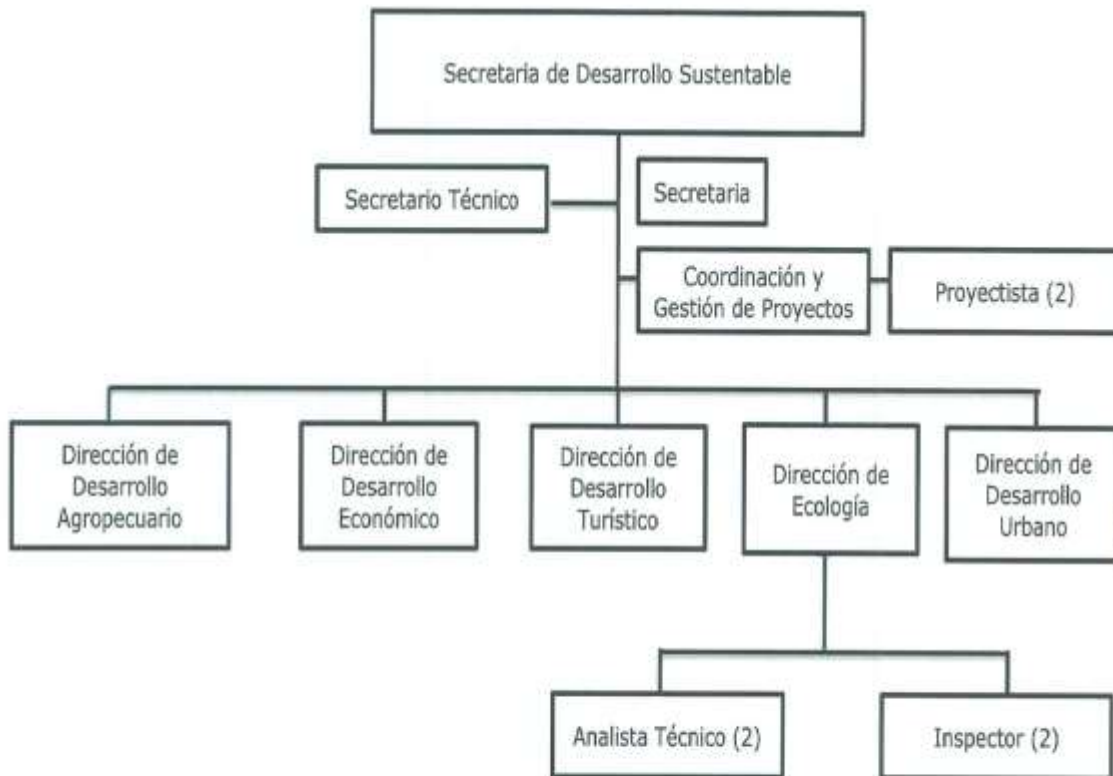 Secretaria de Desarrollo Sustentable
Secretario Técnico
Secretaria
Coordinación y
Gestión de Proyectos
Proyectista (2)
Dirección de
Desarrollo
Agropecuario
Dirección de
Desarrollo
Económico
Dirección de
Desarrollo
Turístico
Dirección de
Ecología
Dirección de
Desarrollo
Urbano
Analista Técnico (2)
Inspector (2)